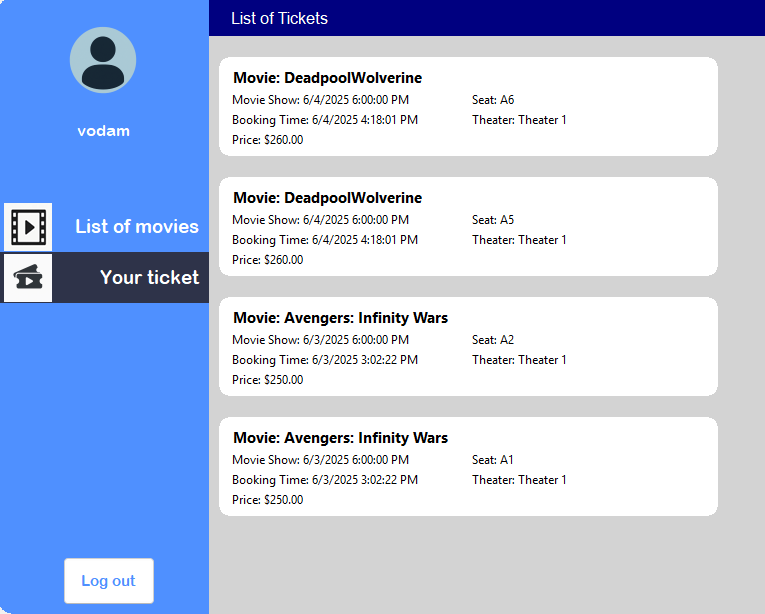 List of Tickets
vodam
List of movies
Your ticket
Log out
Movie: DeadpoolWolverine
Movie Show: 6/4/2025 6:00:00 PM Seat: A6
Booking Time: 6/4/2025 4:18:01 PM Theater: Theater 1
Price: $260.00
Movie: DeadpoolWolverine
Movie Show: 6/4/2025 6:00:00 PM Seat: A5
Booking Time: 6/4/2025 4:18:01 PM Theater: Theater 1
Price: $260.00
Movie: Avengers: Infinity Wars
Movie Show: 6/3/2025 6:00:00 PM Seat: A2
Booking Time: 6/3/2025 3:02:22 PM Theater: Theater 1
Price: $250.00
Movie: Avengers: Infinity Wars
Movie Show: 6/3/2025 6:00:00 PM Seat: A1
Booking Time: 6/3/2025 3:02:22 PM Theater: Theater 1
Price: $250.00